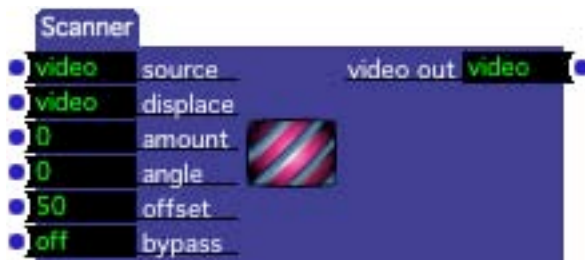 Scanner
video source video out video
video displace
0 amount
0 angle
50 offset
off bypass